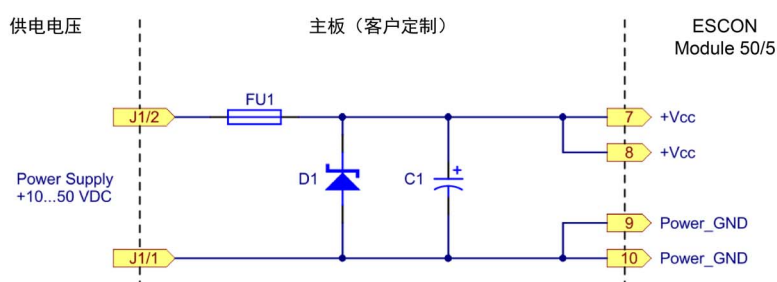 供电电压
主板（客户定制）
ESCON
Module 50/5
FU1
J1/2
7
+Vcc
8
+Vcc
Power Supply
+10...50 VDC
D1
C1
+
9
Power_GND
J1/1
10
Power_GND